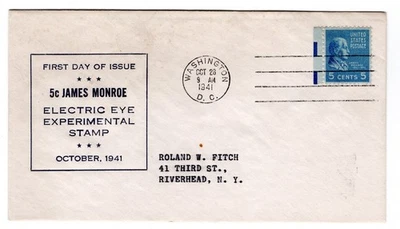 FIRST DAY OF ISSUE
★ ★ ★
5c JAMES MONROE
ELECTRIC EYE
EXPERIMENTAL
STAMP
★ ★ ★
OCTOBER, 1941
WASHINGTON
OCT 28
9 AM
1941
D. C.
UNITED STATES
POSTAGE
5 CENTS 5
ROLAND W. FITCH
41 THIRD ST.,
RIVERHEAD, N. Y.